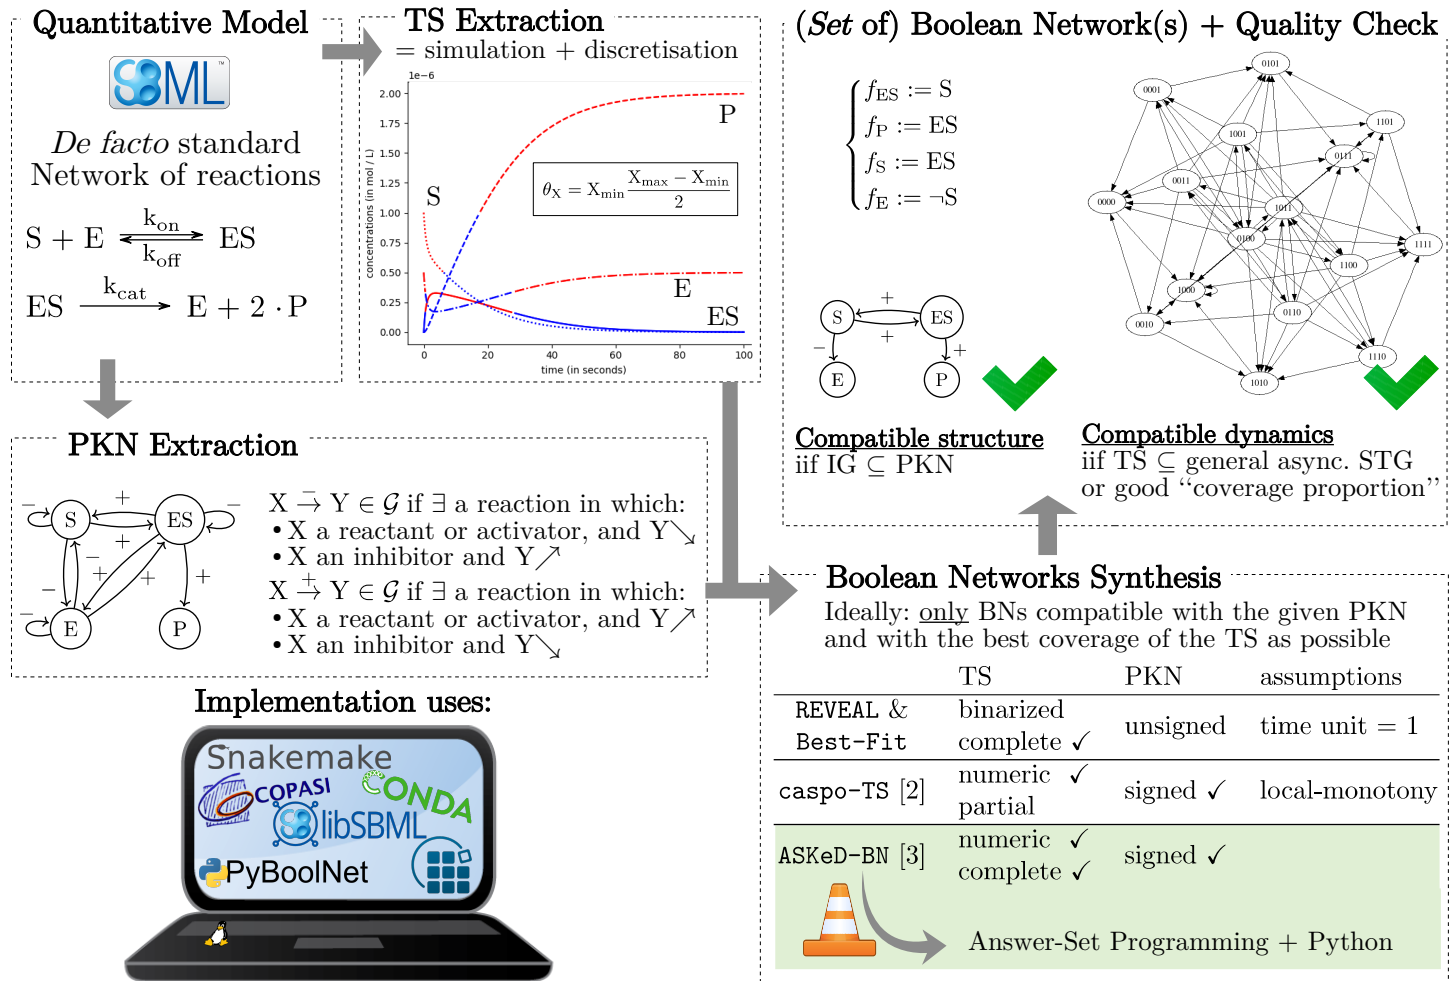 Quantitative Model
SBML
De facto standard
Network of reactions
S + E k_on k_off ES
ES k_cat E + 2 · P
TS Extraction
= simulation + discretisation
1e−6
concentrations (in mol / L)
2.00
1.75
1.50
1.25
1.00
0.75
0.50
0.25
0.00
0 20 40 60 80 100
time (in seconds)
S
P
E
ES
θ_X = X_min (X_max − X_min) / 2
PKN Extraction
S ES E P
− + − + − + + + − −
X −→ Y ∈ 𝒢 if ∃ a reaction in which:
• X a reactant or activator, and Y↘
• X an inhibitor and Y↗
X +→ Y ∈ 𝒢 if ∃ a reaction in which:
• X a reactant or activator, and Y↗
• X an inhibitor and Y↘
Implementation uses:
Snakemake
COPASI
CONDA
libSBML
PyBoolNet
(Set of) Boolean Network(s) + Quality Check
f_ES := S
f_P := ES
f_S := ES
f_E := ¬S
S ES E P
+ + − +
0101
0001
1101
1001
0111
0011
0000
1011
0100
1111
1100
1000
0110
0010
1110
1010
Compatible structure
iif IG ⊆ PKN
Compatible dynamics
iif TS ⊆ general async. STG
or good “coverage proportion”
Boolean Networks Synthesis
Ideally: only BNs compatible with the given PKN
and with the best coverage of the TS as possible
TS PKN assumptions
REVEAL & Best-Fit
binarized
complete ✓
unsigned
time unit = 1
caspo-TS [2]
numeric ✓
partial
signed ✓
local-monotony
ASKeD-BN [3]
numeric ✓
complete ✓
signed ✓
Answer-Set Programming + Python